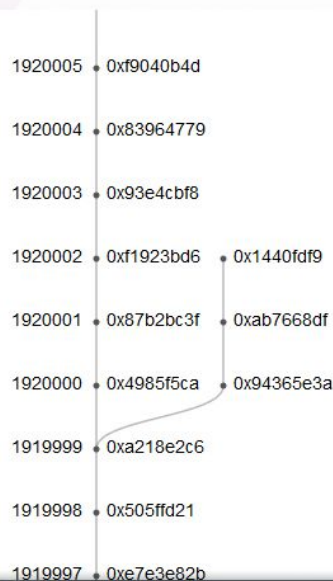 1920005 0xf9040b4d
1920004 0x83964779
1920003 0x93e4cbf8
1920002 0xf1923bd6 0x1440fdf9
1920001 0x87b2bc3f 0xab7668df
1920000 0x4985f5ca 0x94365e3a
1919999 0xa218e2c6
1919998 0x505ffd21
1919997 0xe7e3e82b